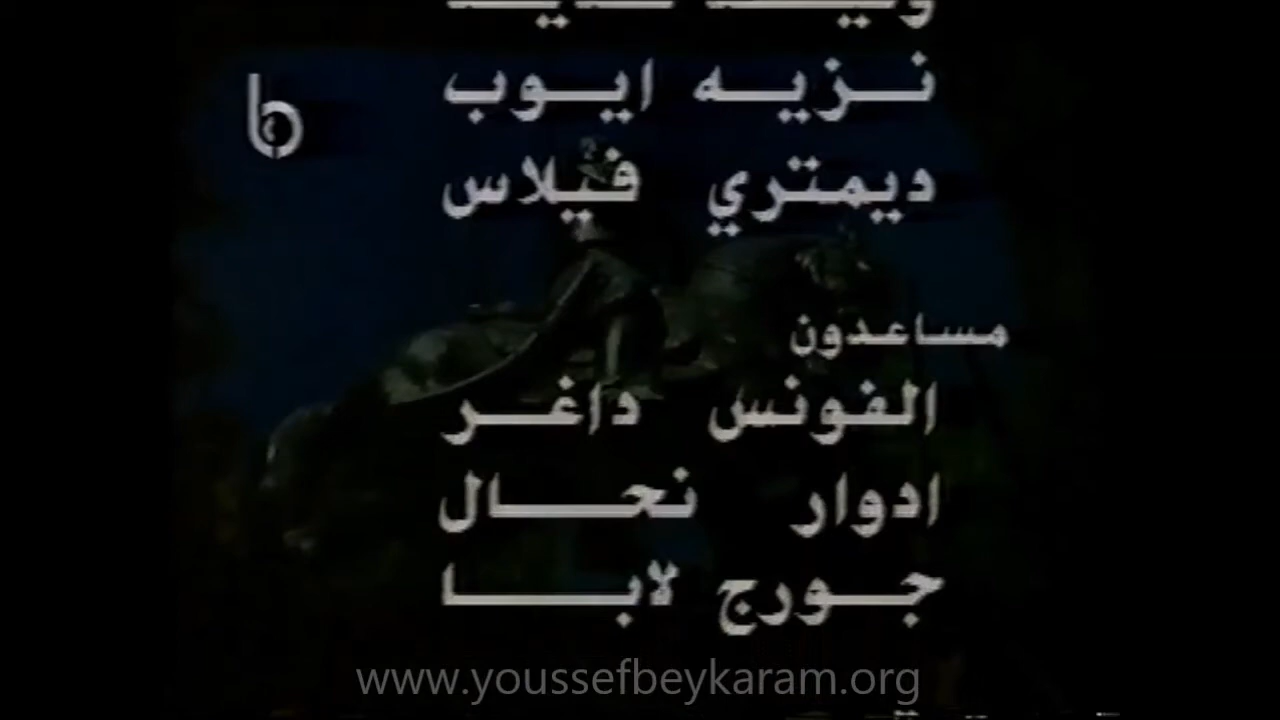 نزيه ايوب
ديمتري فيلاس
مساعدون
الفونس داغر
ادوار نحال
جورج لابا
www.youssefbeykaram.org